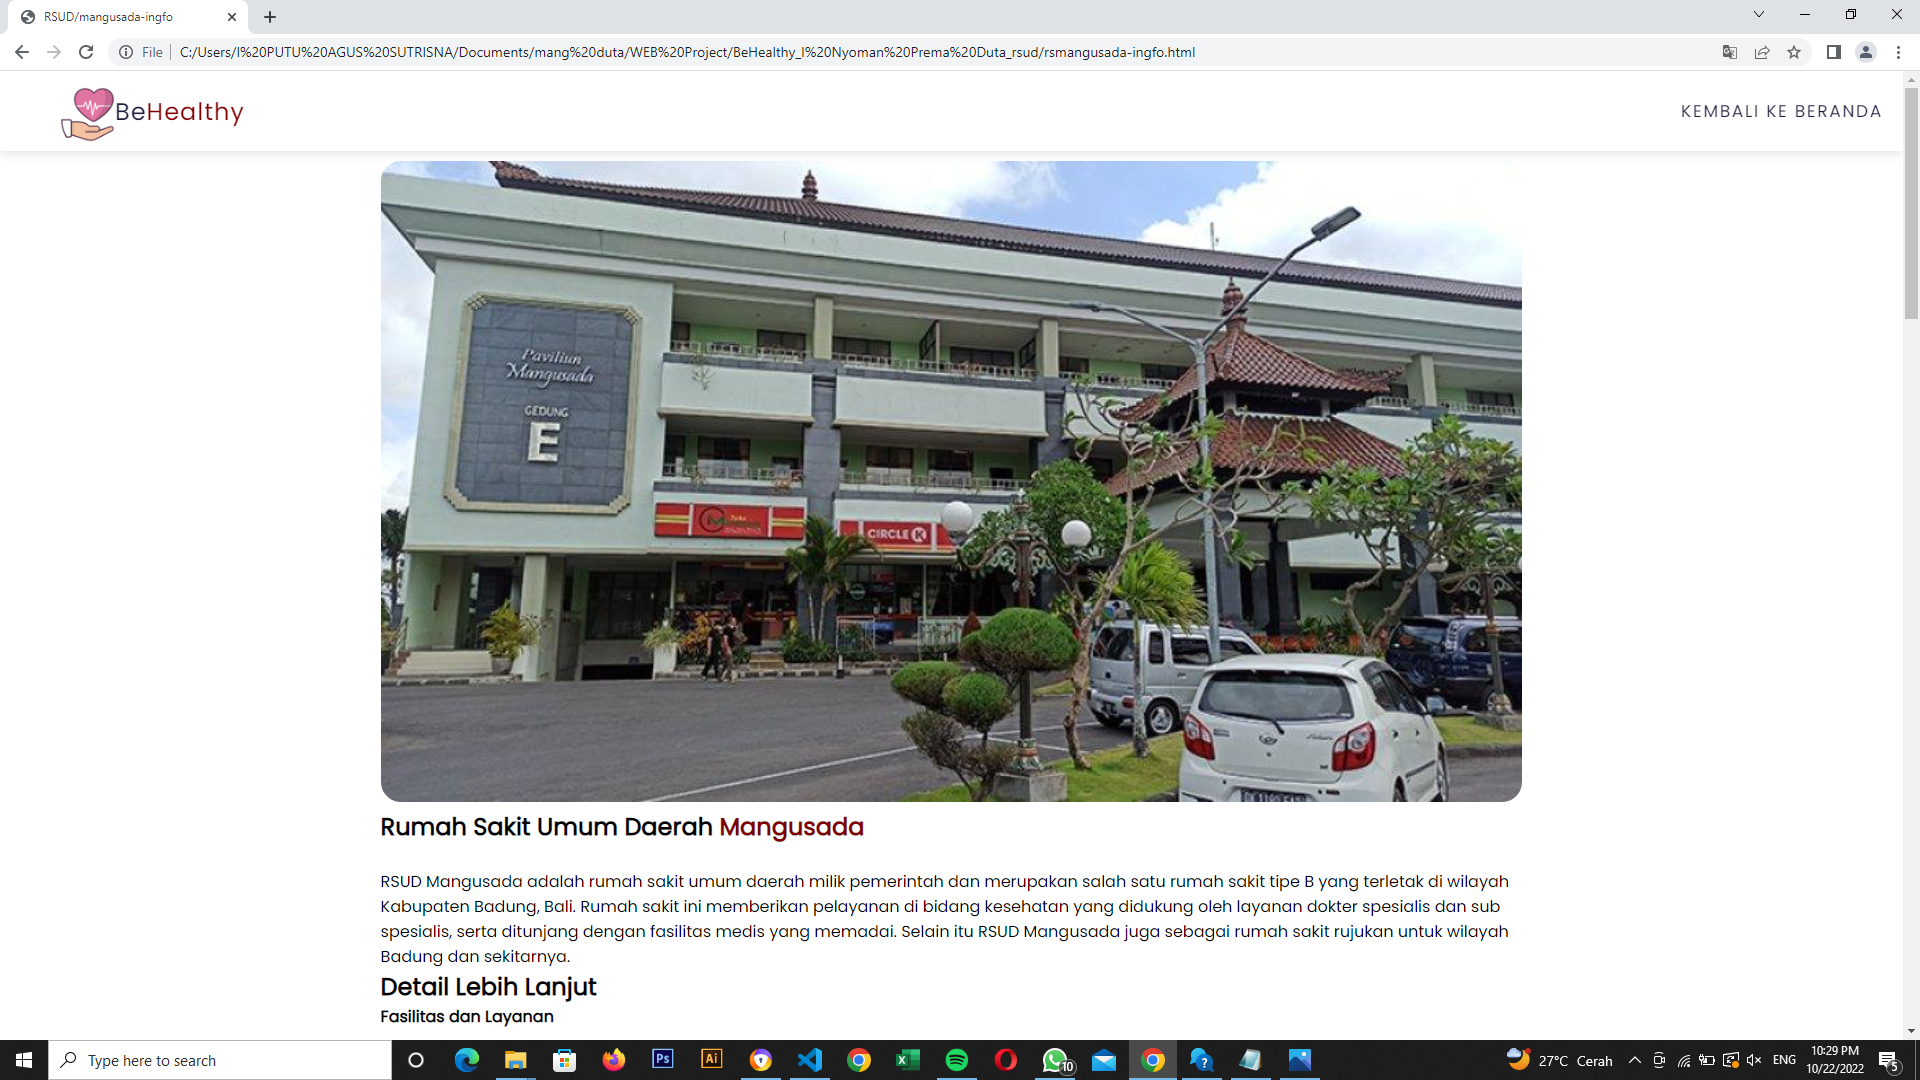 RSUD/mangusada-ingfo
File
C:/Users/I%20PUTU%20AGUS%20SUTRISNA/Documents/mang%20duta/WEB%20Project/BeHealthy_I%20Nyoman%20Prema%20Duta_rsud/rsmangusada-ingfo.html
BeHealthy
KEMBALI KE BERANDA
Paviliun
Mangusada
GEDUNG
E
CIRCLE K
Rumah Sakit Umum Daerah Mangusada
RSUD Mangusada adalah rumah sakit umum daerah milik pemerintah dan merupakan salah satu rumah sakit tipe B yang terletak di wilayah
Kabupaten Badung, Bali. Rumah sakit ini memberikan pelayanan di bidang kesehatan yang didukung oleh layanan dokter spesialis dan sub
spesialis, serta ditunjang dengan fasilitas medis yang memadai. Selain itu RSUD Mangusada juga sebagai rumah sakit rujukan untuk wilayah
Badung dan sekitarnya.
Detail Lebih Lanjut
Fasilitas dan Layanan
Type here to search
Ps
Ai
10
27°C Cerah
ENG
10:29 PM
10/22/2022
5